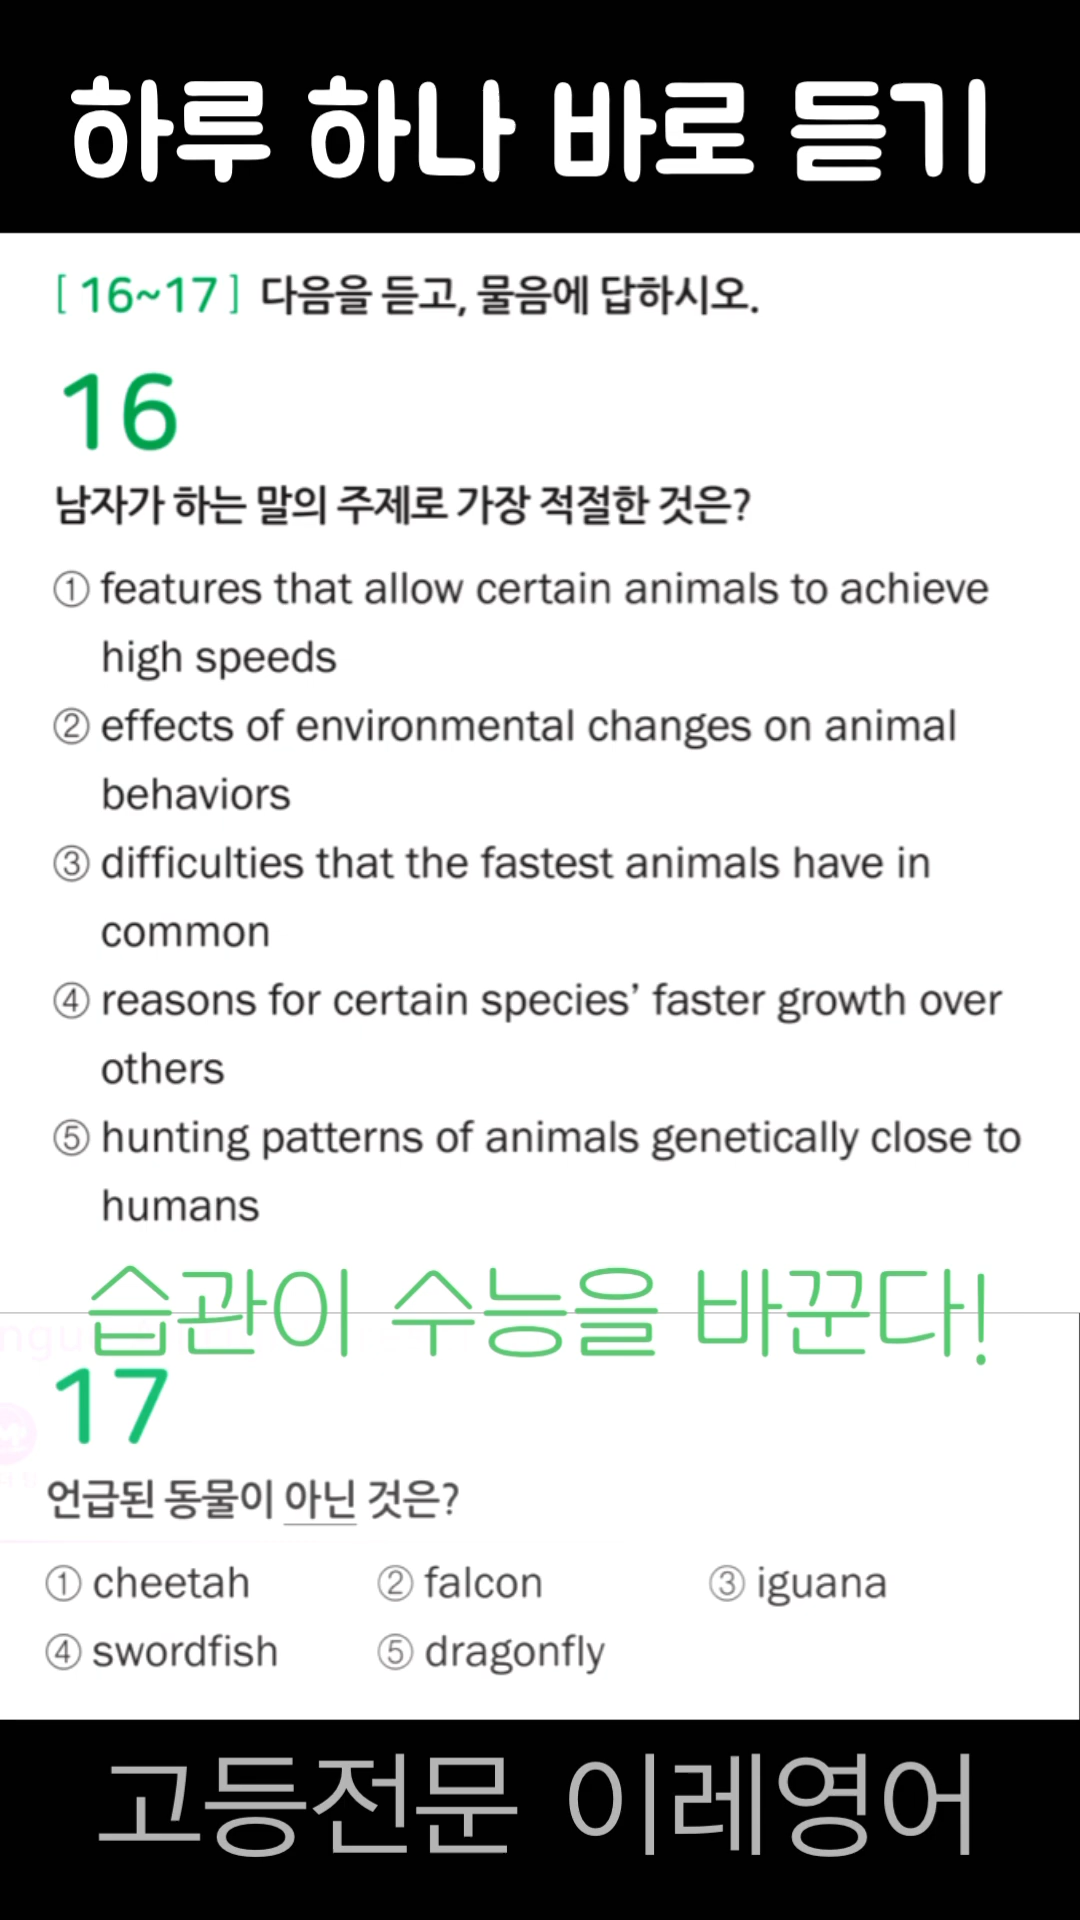 하루 하나 바로 듣기
[ 16~17 ] 다음을 듣고, 물음에 답하시오.
16
남자가 하는 말의 주제로 가장 적절한 것은?
① features that allow certain animals to achieve
high speeds
② effects of environmental changes on animal
behaviors
③ difficulties that the fastest animals have in
common
④ reasons for certain species’ faster growth over
others
⑤ hunting patterns of animals genetically close to
humans
습관이 수능을 바꾼다!
17
언급된 동물이 아닌 것은?
① cheetah ② falcon ③ iguana
④ swordfish ⑤ dragonfly
고등전문 이레영어